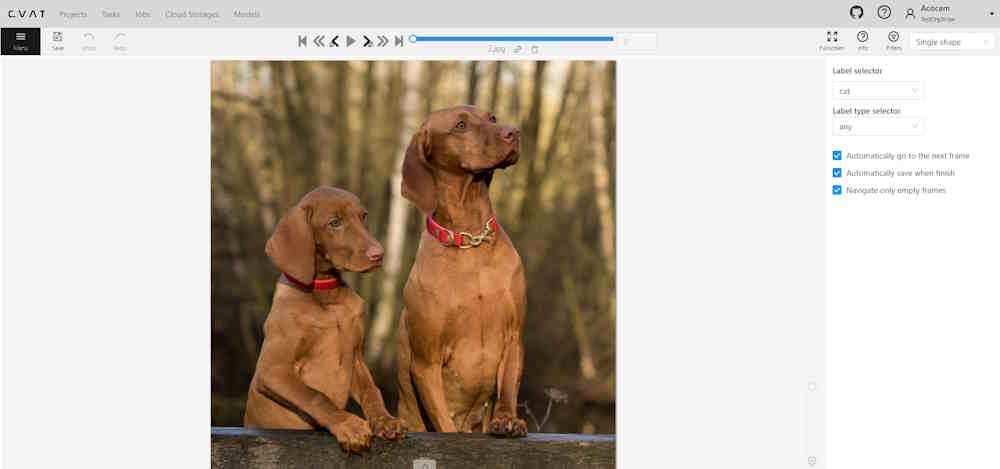 CVAT
Projects
Tasks
Jobs
Cloud Storages
Models
Acocam
TestOrgInJaw
Menu
Save
Undo
Redo
2.jpg
0
Fullscreen
Info
Filters
Single shape
Label selector
cat
Label type selector
any
Automatically go to the next frame
Automatically save when finish
Navigate only empty frames